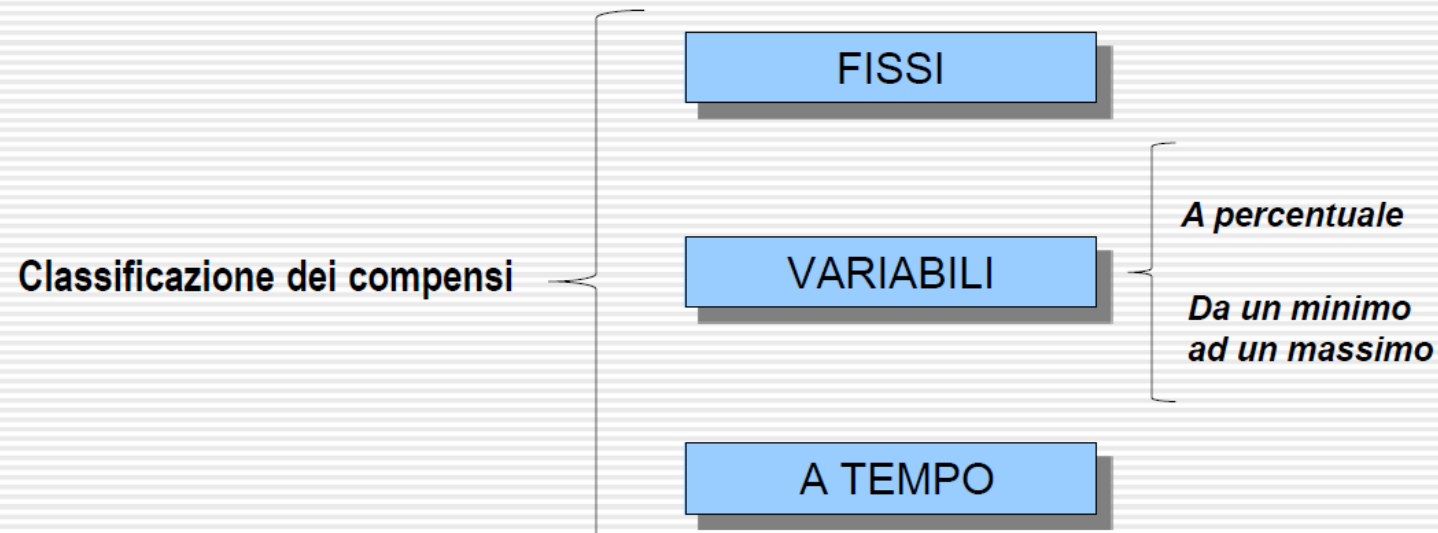 FISSI
Classificazione dei compensi
VARIABILI
A percentuale
Da un minimo
ad un massimo
A TEMPO